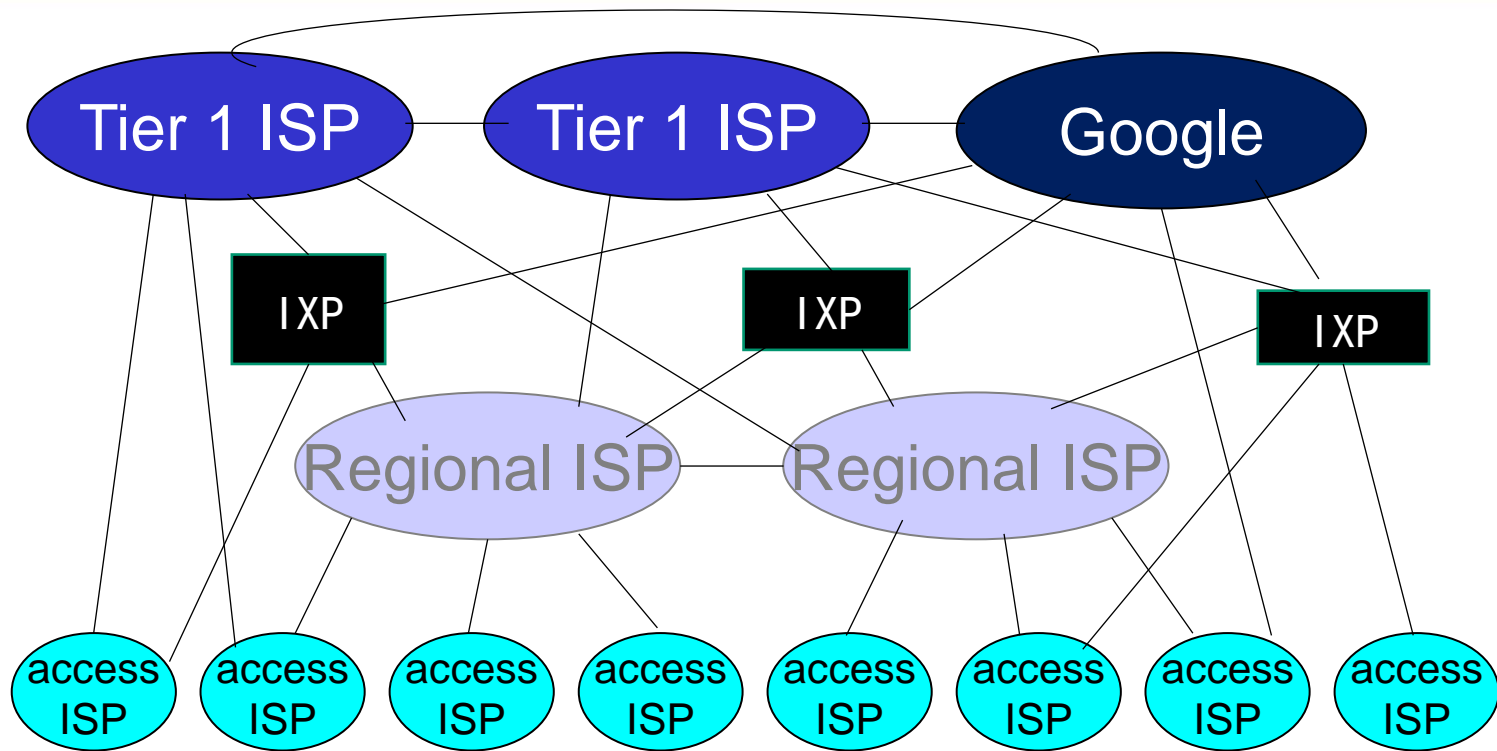 Tier 1 ISP
Tier 1 ISP
Google
IXP
IXP
IXP
Regional ISP
Regional ISP
access
ISP
access
ISP
access
ISP
access
ISP
access
ISP
access
ISP
access
ISP
access
ISP